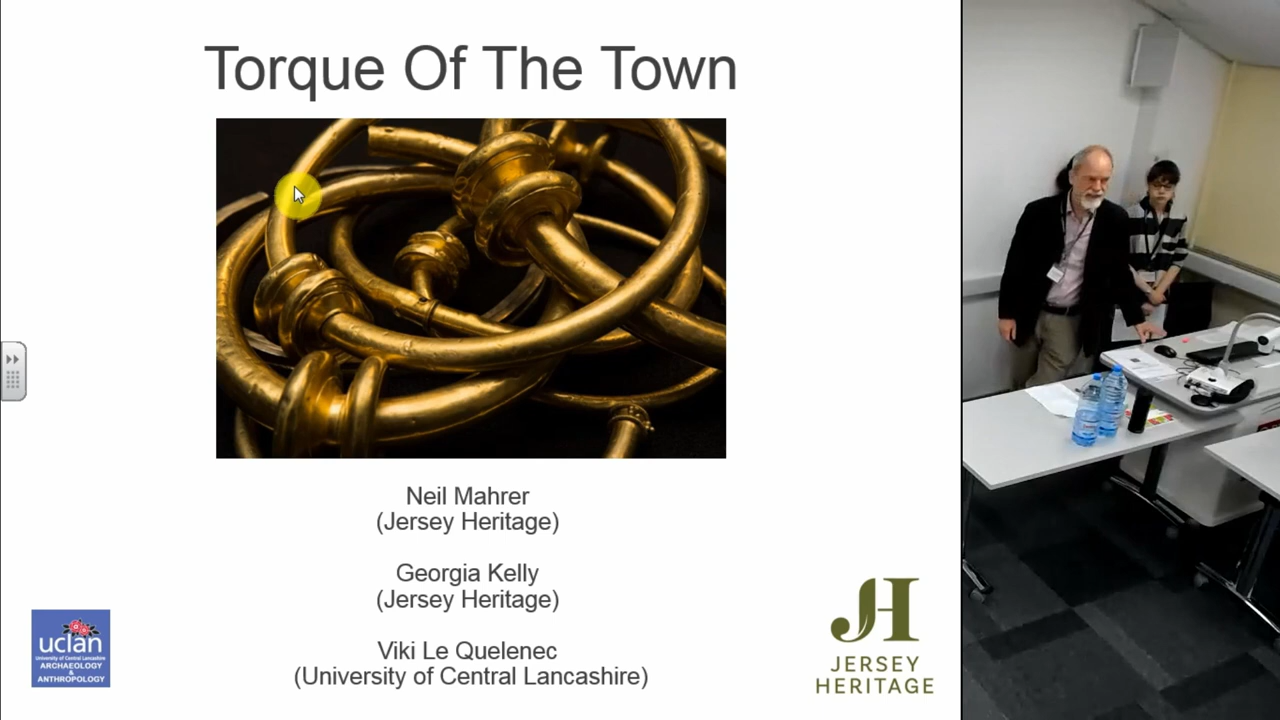 Torque Of The Town
Neil Mahrer
(Jersey Heritage)
Georgia Kelly
(Jersey Heritage)
Viki Le Quelenec
(University of Central Lancashire)
uclan
University of Central Lancashire
ARCHAEOLOGY
&
ANTHROPOLOGY
JH
JERSEY
HERITAGE